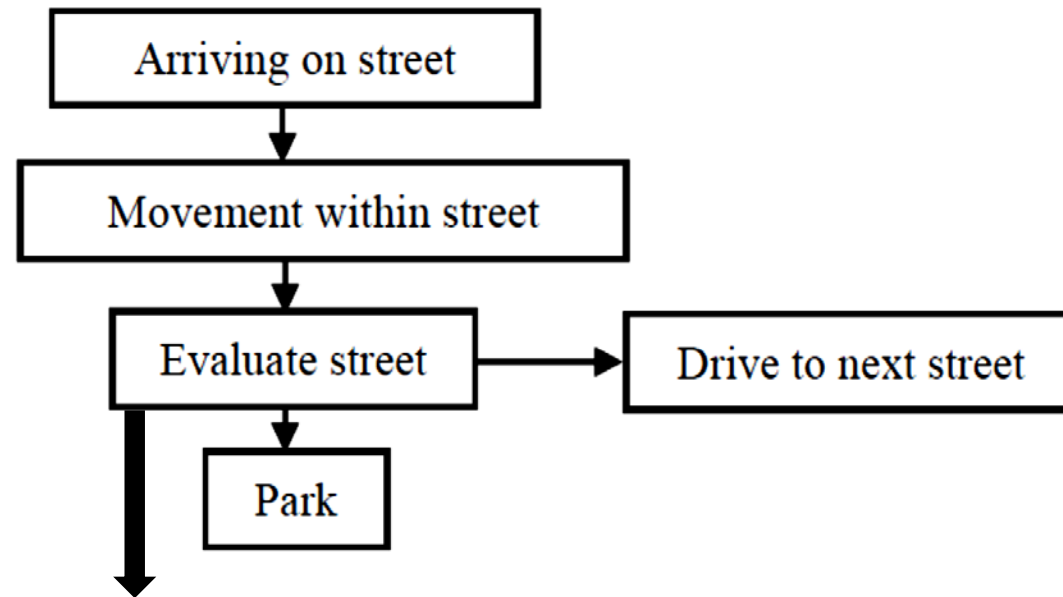 Arriving on street
Movement within street
Evaluate street
Drive to next street
Park